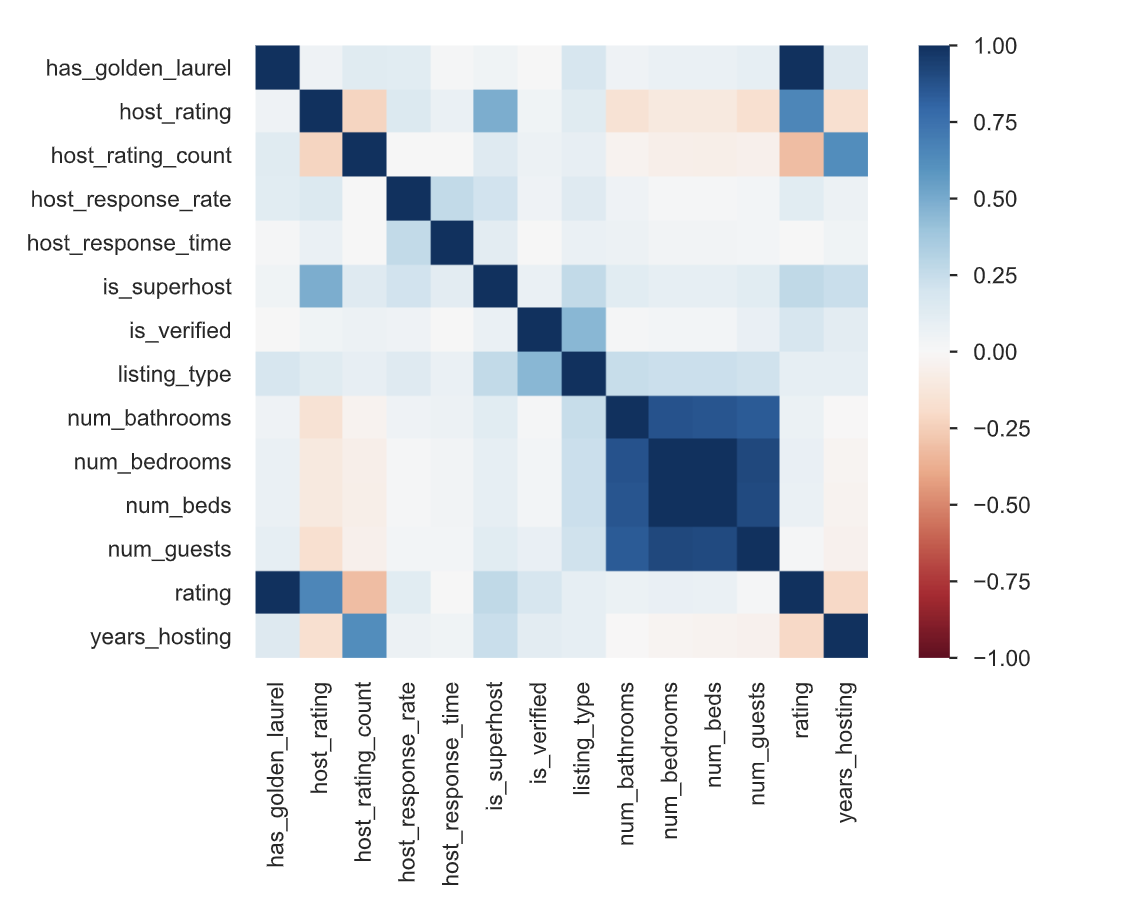 has_golden_laurel
host_rating
host_rating_count
host_response_rate
host_response_time
is_superhost
is_verified
listing_type
num_bathrooms
num_bedrooms
num_beds
num_guests
rating
years_hosting
has_golden_laurel
host_rating
host_rating_count
host_response_rate
host_response_time
is_superhost
is_verified
listing_type
num_bathrooms
num_bedrooms
num_beds
num_guests
rating
years_hosting
1.00
0.75
0.50
0.25
0.00
−0.25
−0.50
−0.75
−1.00